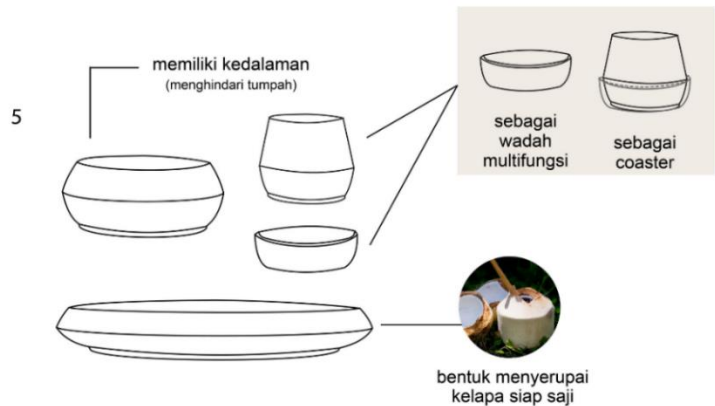 memiliki kedalaman
(menghindari tumpah)
5
sebagai
wadah
multifungsi
sebagai
coaster
bentuk menyerupai
kelapa siap saji